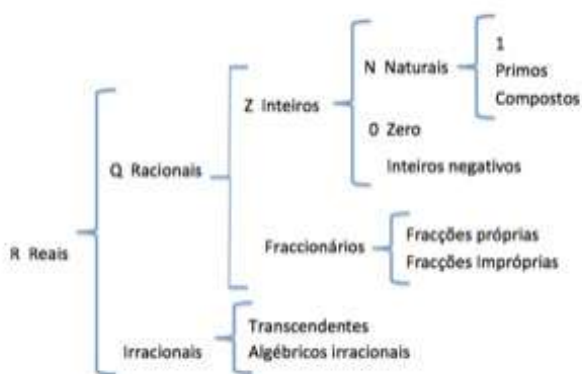 1
N Naturais
Primos
Compostos
Z Inteiros
0 Zero
Inteiros negativos
Q Racionais
Fracções próprias
Fraccionários
Fracções Impróprias
R Reais
Transcendentes
Irracionais
Algébricos irracionais